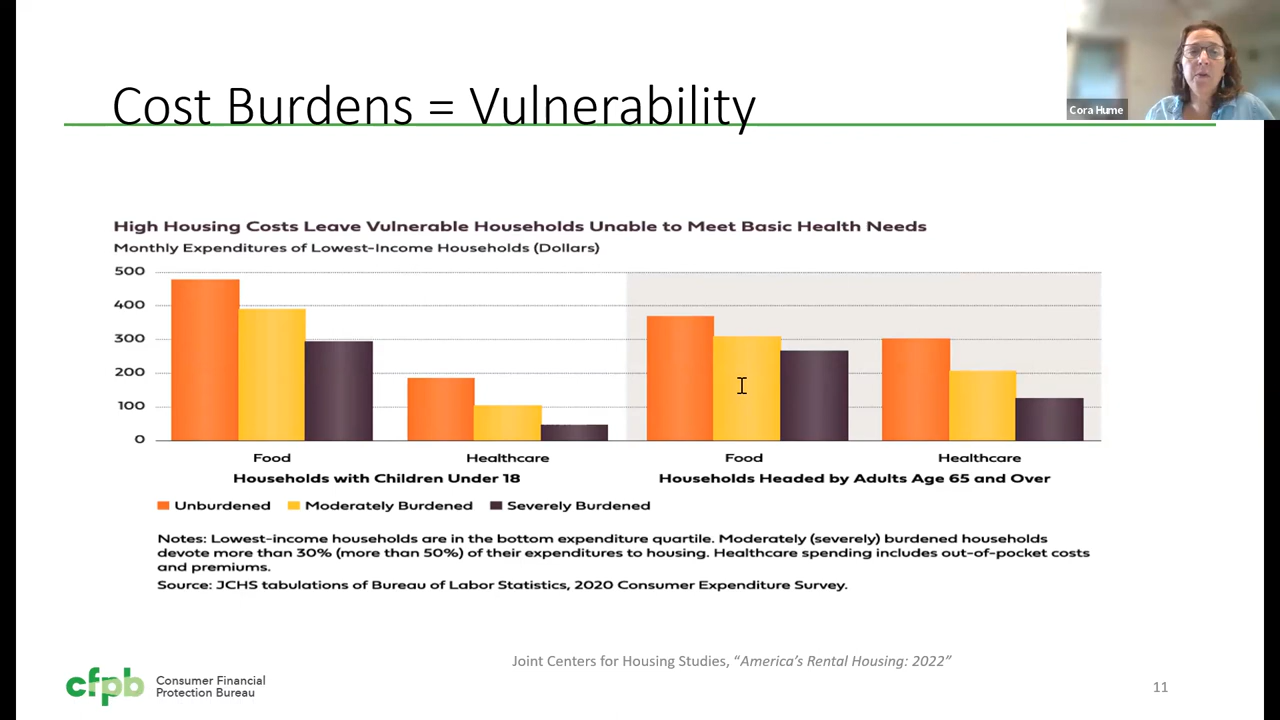 Cost Burdens = Vulnerability
Cora Hume
High Housing Costs Leave Vulnerable Households Unable to Meet Basic Health Needs
Monthly Expenditures of Lowest-Income Households (Dollars)
500
400
300
200
100
0
Food
Healthcare
Food
Healthcare
Households with Children Under 18
Households Headed by Adults Age 65 and Over
Unburdened
Moderately Burdened
Severely Burdened
Notes: Lowest-income households are in the bottom expenditure quartile. Moderately (severely) burdened households
devote more than 30% (more than 50%) of their expenditures to housing. Healthcare spending includes out-of-pocket costs
and premiums.
Source: JCHS tabulations of Bureau of Labor Statistics, 2020 Consumer Expenditure Survey.
Joint Centers for Housing Studies, “America’s Rental Housing: 2022”
cfpb
Consumer Financial
Protection Bureau
11